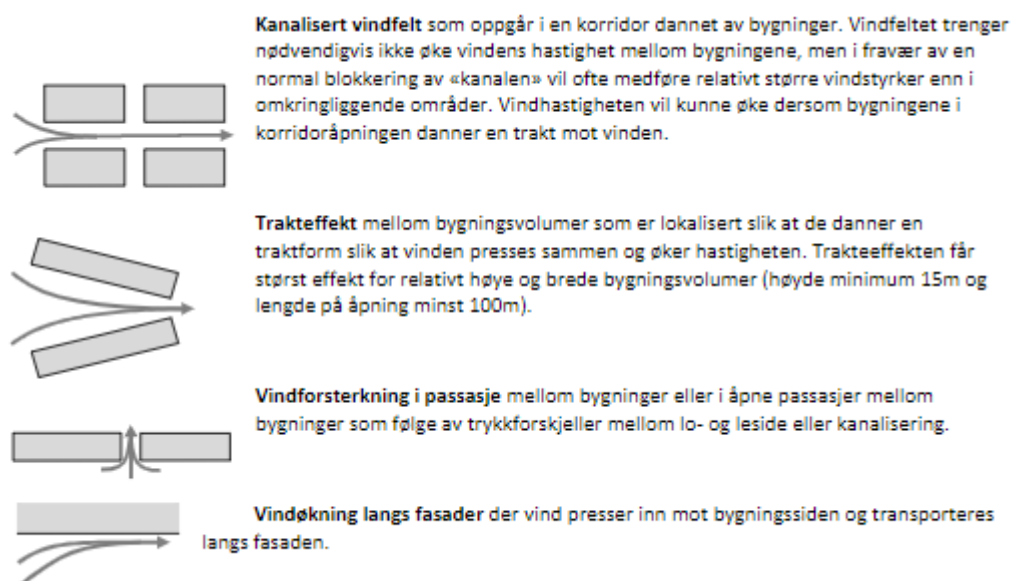 Kanalisert vindfelt som oppgår i en korridor dannet av bygninger. Vindfeltet trenger
nødvendigvis ikke øke vindens hastighet mellom bygningene, men i fravær av en
normal blokkering av «kanalen» vil ofte medføre relativt større vindstyrker enn i
omkringliggende områder. Vindhastigheten vil kunne øke dersom bygningene i
korridoråpningen danner en trakt mot vinden.
Trakteffekt mellom bygningsvolumer som er lokalisert slik at de danner en
traktform slik at vinden presses sammen og øker hastigheten. Trakteeffekten får
størst effekt for relativt høye og brede bygningsvolumer (høyde minimum 15m og
lengde på åpning minst 100m).
Vindforsterkning i passasje mellom bygninger eller i åpne passasjer mellom
bygninger som følge av trykkforskjeller mellom lo- og leside eller kanalisering.
Vindøkning langs fasader der vind presser inn mot bygningssiden og transporteres
langs fasaden.